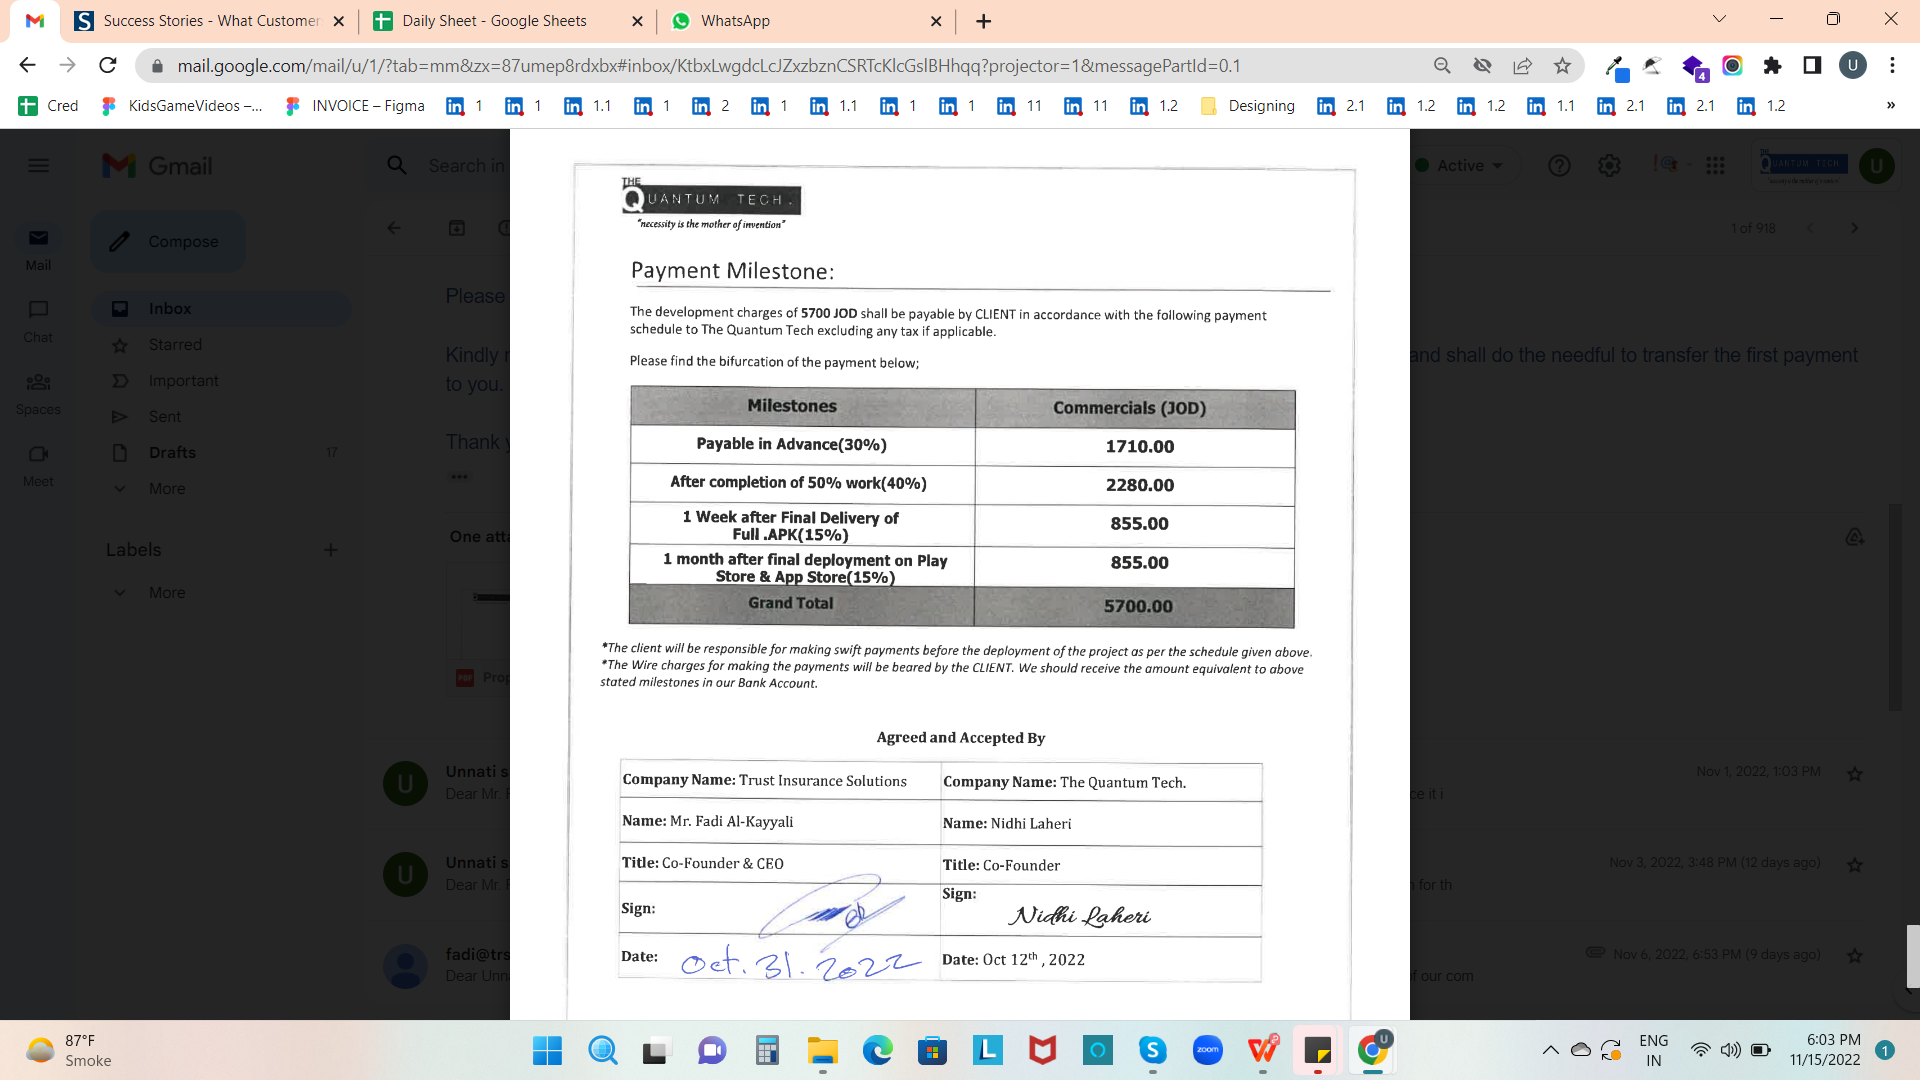 Success Stories - What Customer
Daily Sheet - Google Sheets
WhatsApp
mail.google.com/mail/u/1/?tab=mm&zx=87umep8rdxbx#inbox/KtbxLwgdcLcJZxzbznCSRTcKlcGslBHhqq?projector=1&messagePartId=0.1
U
Cred KidsGameVideos –... INVOICE – Figma 1 1 1.1 1 2 1 1.1 1 1 11 11 1.2 Designing 2.1 1.2 1.2 1.1 2.1 2.1 1.2 »
Gmail
Search in
Active
U
Compose
1 of 918
Mail
Inbox
Chat
Starred
Important
Spaces
Sent
Drafts 17
Meet
More
Labels
More
Please
Kindly
and shall do the needful to transfer the first payment
to you.
Thank
One atta
THE
QUANTUM TECH.
"necessity is the mother of invention"
Payment Milestone:
The development charges of 5700 JOD shall be payable by CLIENT in accordance with the following payment
schedule to The Quantum Tech excluding any tax if applicable.
Please find the bifurcation of the payment below;
Milestones Commercials (JOD)
Payable in Advance(30%) 1710.00
After completion of 50% work(40%) 2280.00
1 Week after Final Delivery of
Full .APK(15%) 855.00
1 month after final deployment on Play
Store & App Store(15%) 855.00
Grand Total 5700.00
*The client will be responsible for making swift payments before the deployment of the project as per the schedule given above.
*The Wire charges for making the payments will be beared by the CLIENT. We should receive the amount equivalent to above
stated milestones in our Bank Account.
Agreed and Accepted By
Company Name: Trust Insurance Solutions Company Name: The Quantum Tech.
Name: Mr. Fadi Al-Kayyali Name: Nidhi Laheri
Title: Co-Founder & CEO Title: Co-Founder
Sign: Sign: Nidhi Laheri
Date: Oct. 31. 2022 Date: Oct 12th , 2022
PDF Prop
U Unnati s
Dear Mr.
Nov 1, 2022, 1:03 PM
ce it i
U Unnati s
Dear Mr.
Nov 3, 2022, 3:48 PM (12 days ago)
for th
fadi@trs
Dear Unn
Nov 6, 2022, 6:53 PM (9 days ago)
f our com
87°F
Smoke
zoom
ENG
IN
6:03 PM
11/15/2022
1